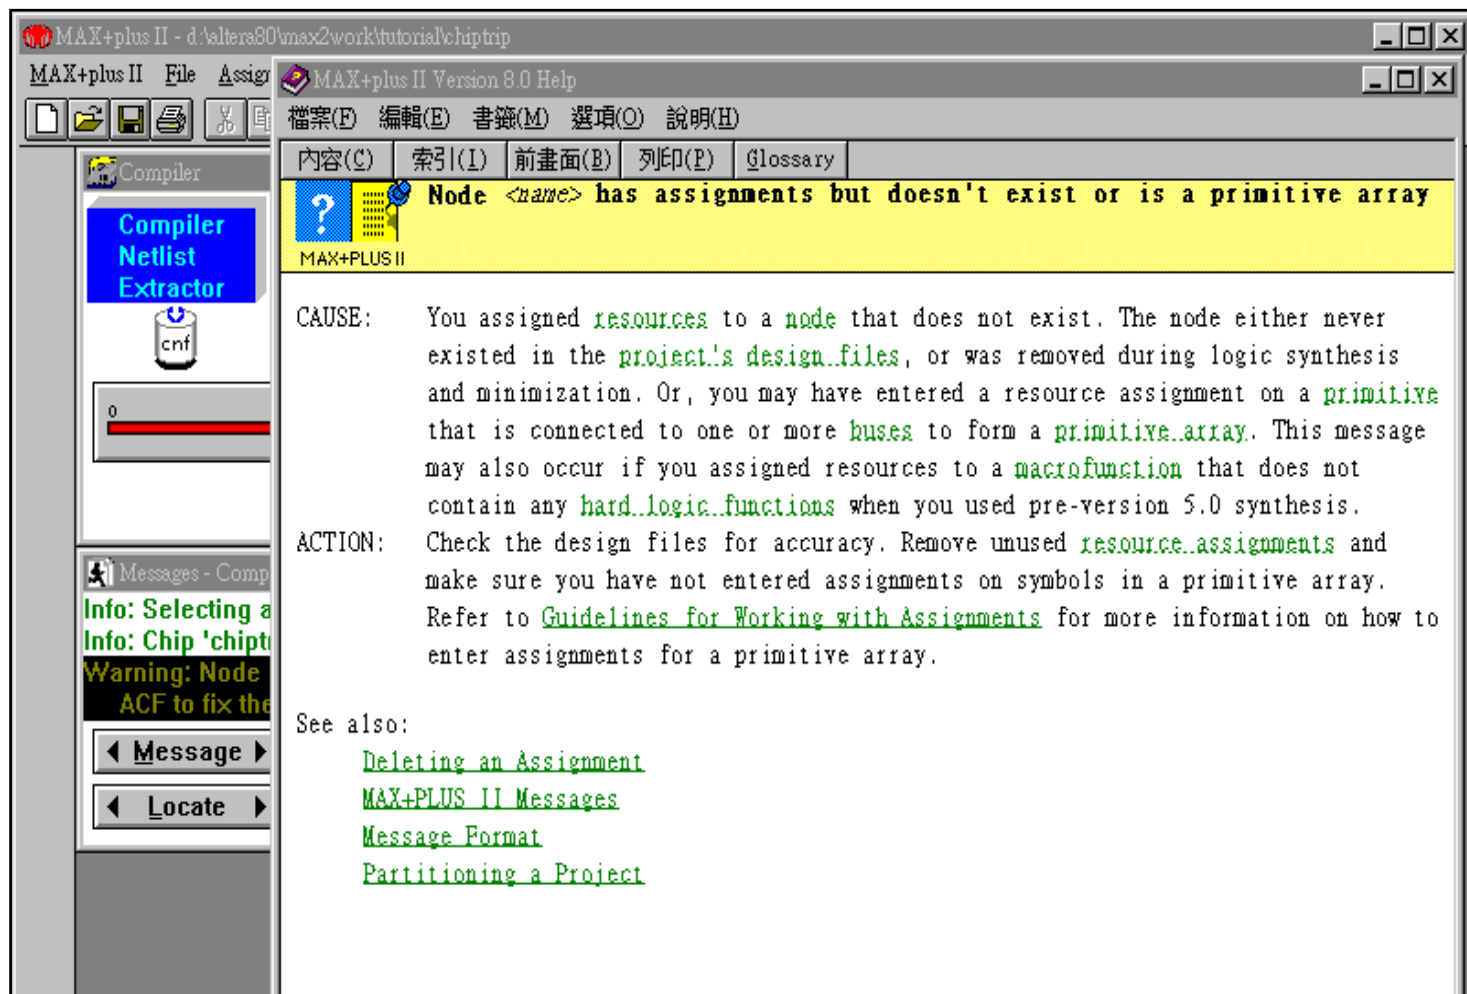 MAX+plus II - d:\altera80\max2work\tutorial\chiptrip
MAX+plus II File Assign
MAX+plus II Version 8.0 Help
檔案(F) 編輯(E) 書籤(M) 選項(O) 說明(H)
內容(C) 索引(I) 前畫面(B) 列印(P) Glossary
Node <name> has assignments but doesn't exist or is a primitive array
?
MAX+PLUS II
CAUSE: You assigned resources to a node that does not exist. The node either never
existed in the project's design files, or was removed during logic synthesis
and minimization. Or, you may have entered a resource assignment on a primitive
that is connected to one or more buses to form a primitive array. This message
may also occur if you assigned resources to a macrofunction that does not
contain any hard logic functions when you used pre-version 5.0 synthesis.
ACTION: Check the design files for accuracy. Remove unused resource assignments and
make sure you have not entered assignments on symbols in a primitive array.
Refer to Guidelines for Working with Assignments for more information on how to
enter assignments for a primitive array.
See also:
Deleting an Assignment
MAX+PLUS II Messages
Message Format
Partitioning a Project
Compiler
Compiler
Netlist
Extractor
cnf
0
Messages - Comp
Info: Selecting a
Info: Chip 'chiptr
Warning: Node
ACF to fix the
Message
Locate